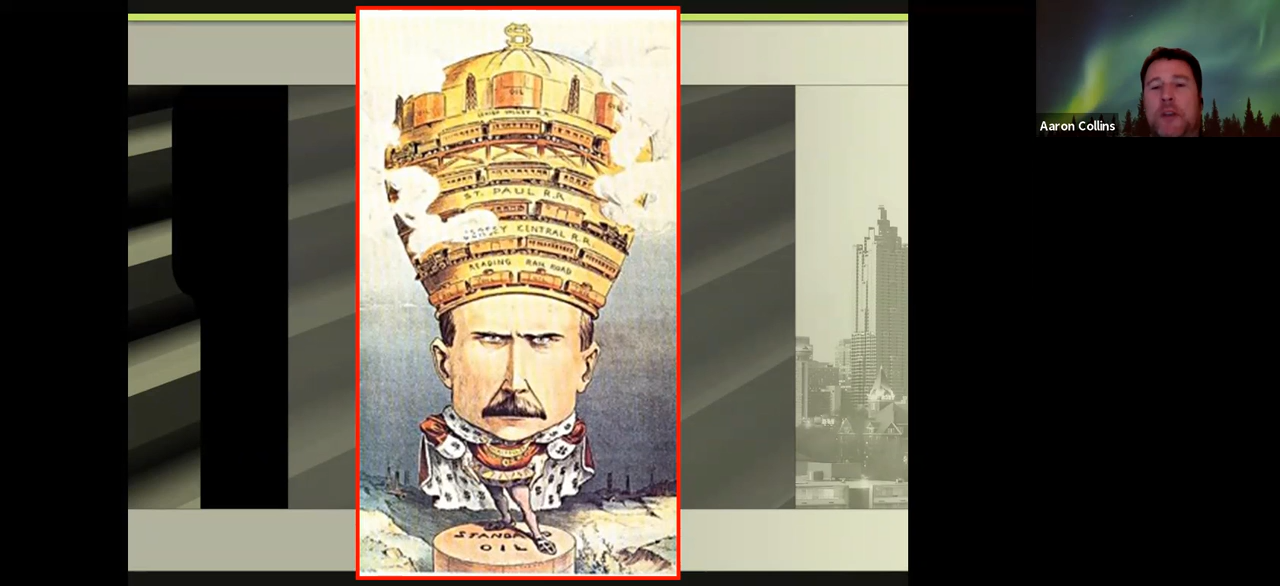 $
OIL
LEHIGH VALLEY R.R.
ST. PAUL R.R.
JERSEY CENTRAL R.R.
READING RAIL ROAD
STANDARD
OIL
Aaron Collins